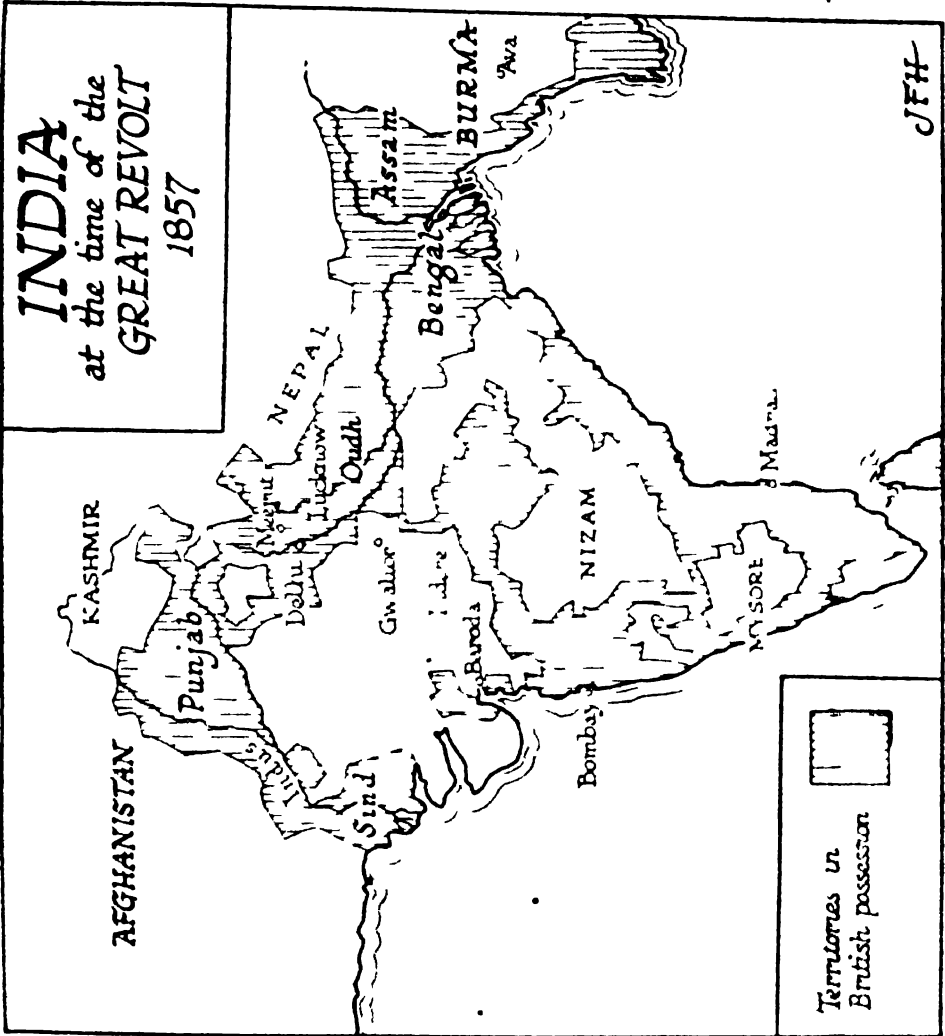 INDIA
at the time of the
GREAT REVOLT
1857
AFGHANISTAN
KASHMIR
Punjab
Indus
Sind
Meerut
Delhi
NEPAL
Lucknow
Oudh
Gwalior
Baroda
Bombay
NIZAM
MYSORE
Bengal
Assam
BURMA
Ava
Territories in
British possession
JFH